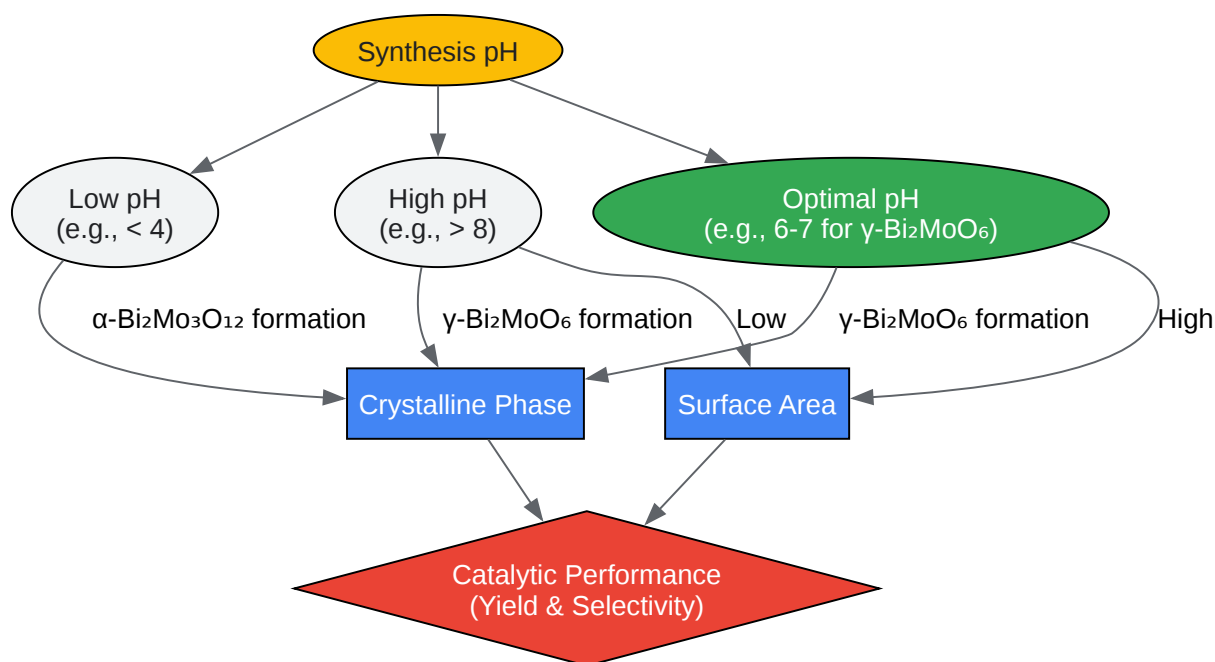 Synthesis pH
Low pH
(e.g., < 4)
High pH
(e.g., > 8)
Optimal pH
(e.g., 6-7 for γ-Bi₂MoO₆)
α-Bi₂Mo₃O₁₂ formation
γ-Bi₂MoO₆ formation
Low
γ-Bi₂MoO₆ formation
High
Crystalline Phase
Surface Area
Catalytic Performance
(Yield & Selectivity)